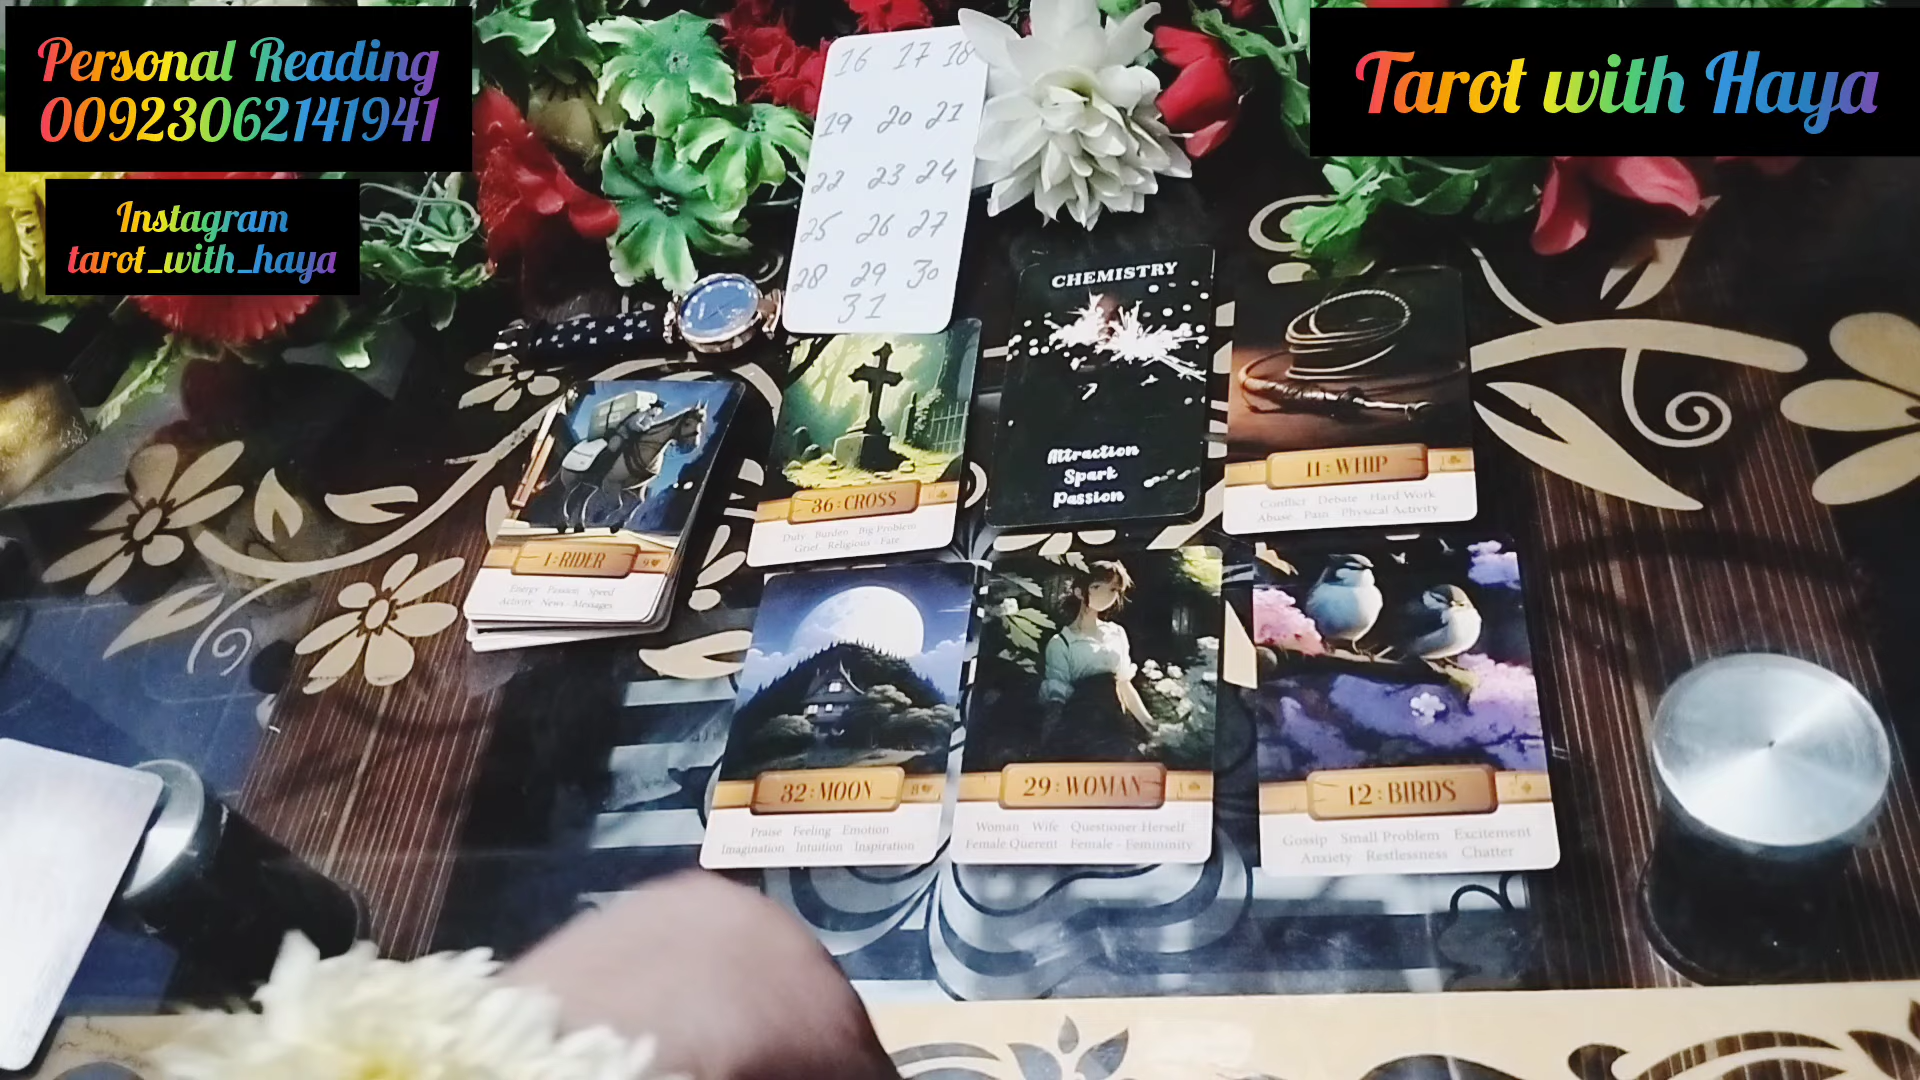 Personal Reading
00923062141941
Instagram
tarot_with_haya
Tarot with Haya
16 17 18
19 20 21
22 23 24
25 26 27
28 29 30
31
CHEMISTRY
Attraction
Spark
Passion
11:WHIP
Conflict Debate Hard Work
Abuse Pain Physical Activity
36:CROSS
Duty Burden Big Problem
Grief Religious - Fate
1:RIDER
9
Energy Passion Speed
Activity News Messages
32:MOON
8
Praise Feeling Emotion
Imagination Intuition Inspiration
29:WOMAN
Woman Wife Questioner Herself
Female Querent Female - Femininity
12:BIRDS
Gossip Small Problem Excitement
Anxiety Restlessness Chatter